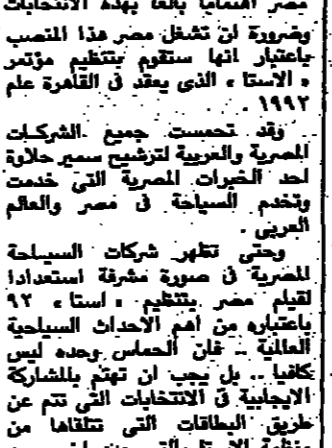 مصر اهتماما بالغا بهذه الانتخابات
وضرورة ان تشغل مصر هذا المنصب
باعتبار انها ستقوم بتنظيم مؤتمر
« الاستا » الذى يعقد فى القاهرة علم
١٩٩٢ .
وقد تحمست جميع الشركات
المصرية والعربية لترشيح سمير حلاوة
احد الخبرات المصرية التى خدمت
وتخدم السياحة فى مصر والعالم
العربى .
وحتى تظهر شركات السياحة
المصرية فى صورة مشرفة استعدادا
لقيام مصر بتنظيم « استا » ٩٢
باعتباره من اهم الاحداث السياحية
العالمية .. فان الحماس وحده ليس
كافيا .. بل يجب ان تهتم بالمشاركة
الايجابية فى الانتخابات التى تتم عن
طريق البطاقات التى تتلقاها من